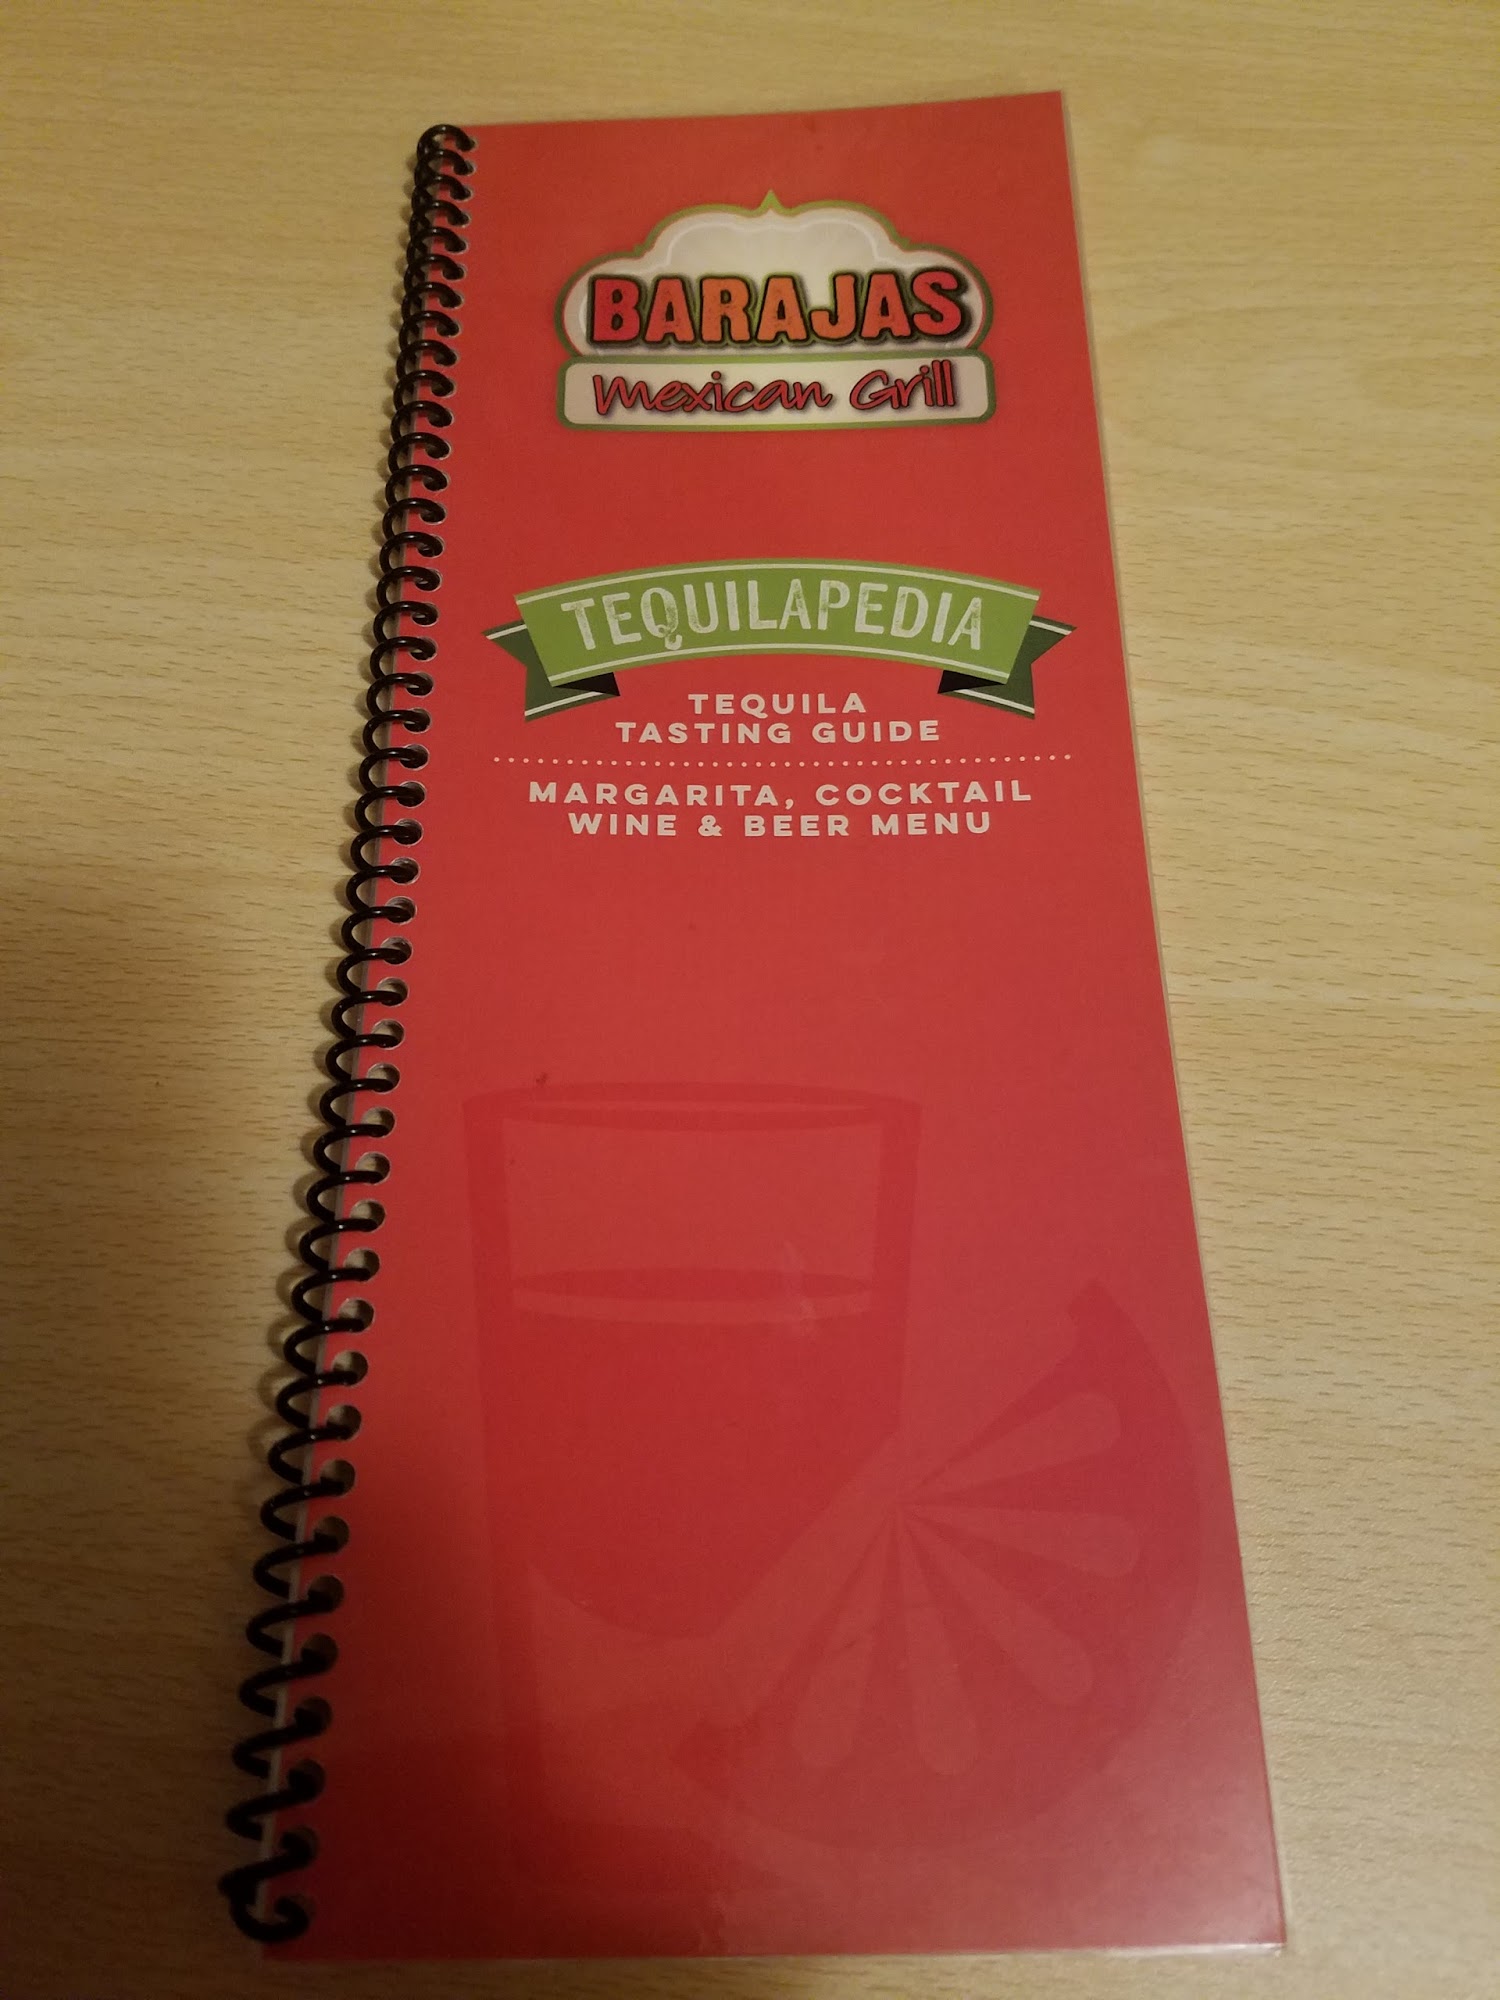 BARAJAS
Mexican Grill
TEQUILAPEDIA
TEQUILA
TASTING GUIDE
MARGARITA, COCKTAIL
WINE & BEER MENU